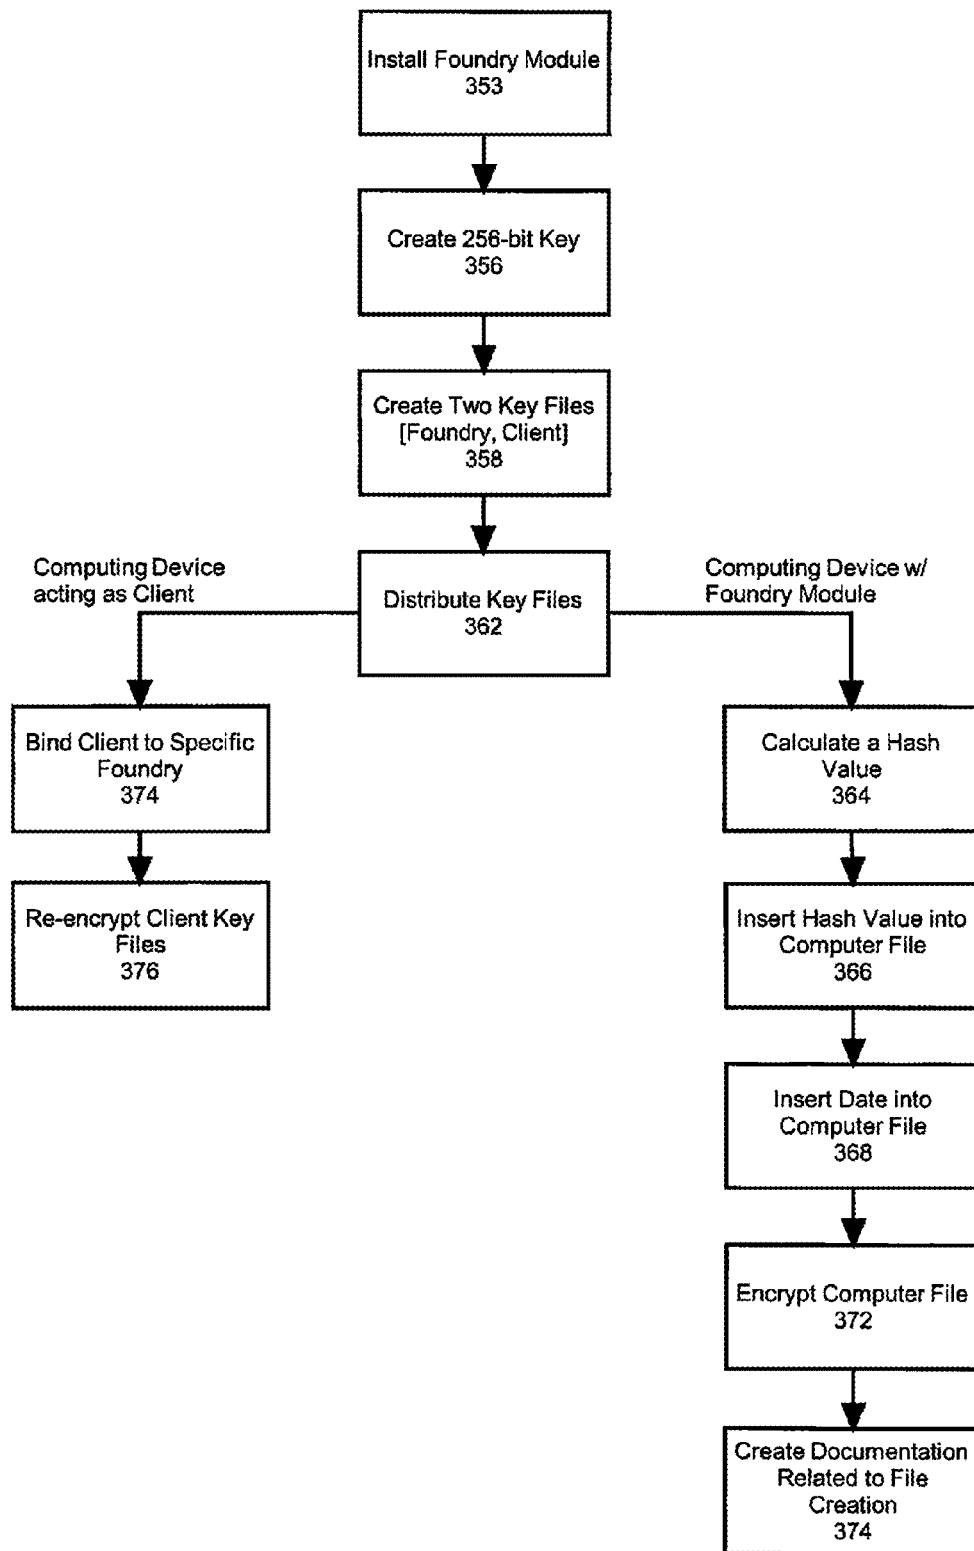 Install Foundry Module
353
Create 256-bit Key
356
Create Two Key Files
[Foundry, Client]
358
Distribute Key Files
362
Computing Device
acting as Client
Computing Device w/
Foundry Module
Bind Client to Specific
Foundry
374
Re-encrypt Client Key
Files
376
Calculate a Hash
Value
364
Insert Hash Value into
Computer File
366
Insert Date into
Computer File
368
Encrypt Computer File
372
Create Documentation
Related to File
Creation
374